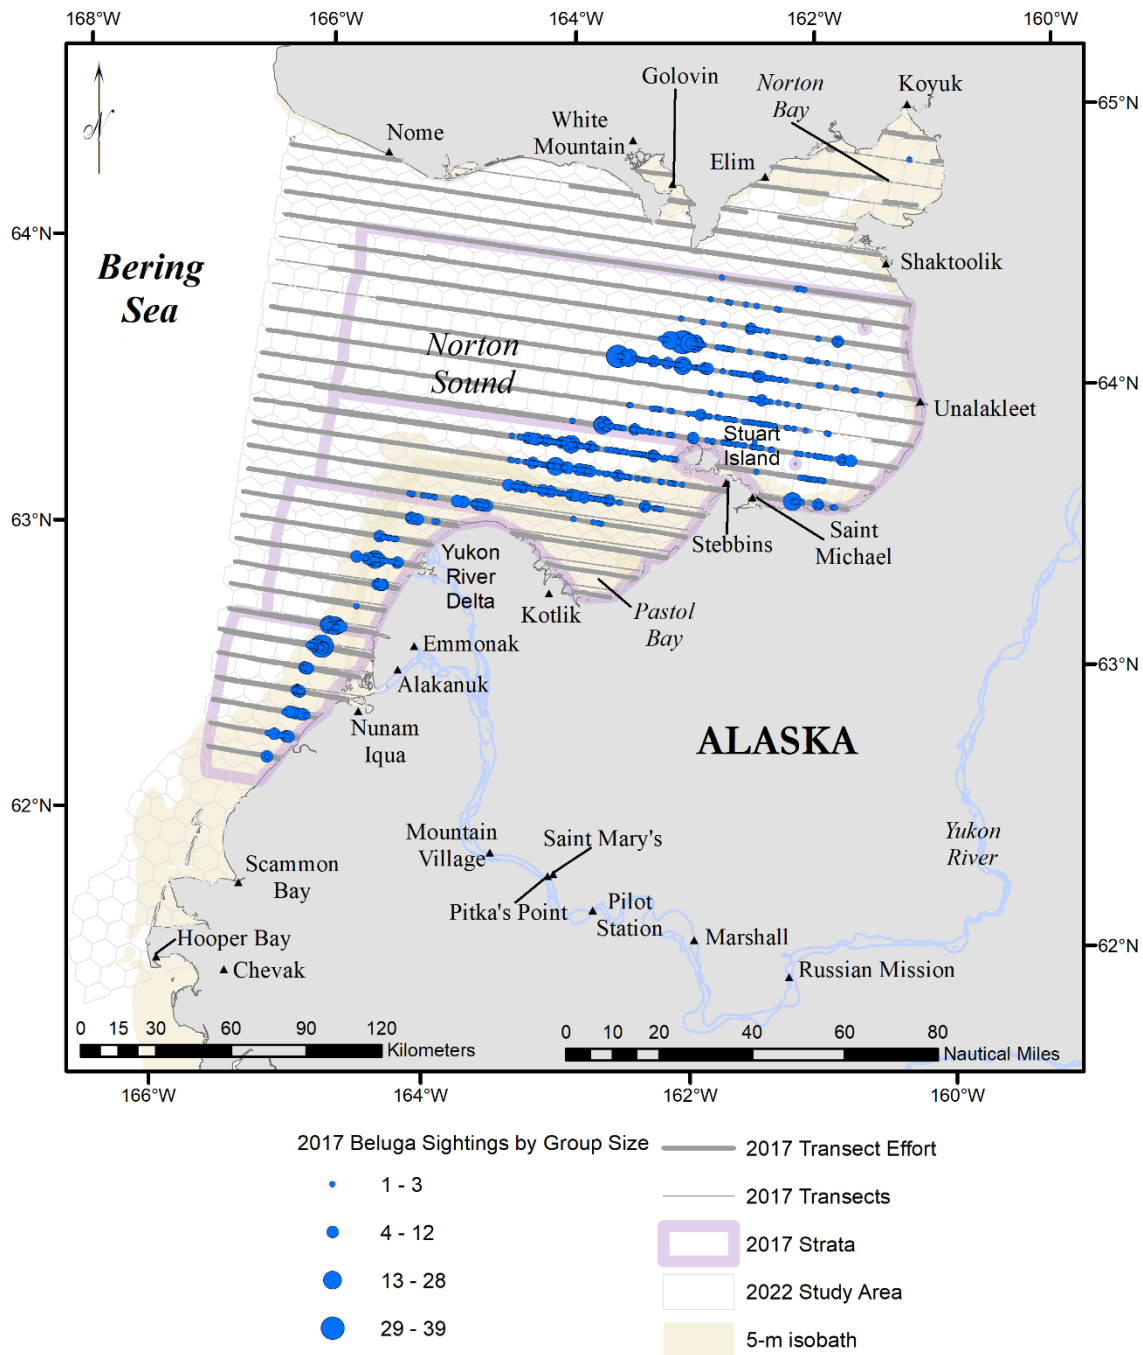 168°W 166°W 164°W 162°W 160°W
Golovin
Norton
Bay
Koyuk
65°N
65°N
N
Nome
White
Mountain
Elim
64°N
Shaktoolik
Bering
Sea
Norton
Sound
64°N
Unalakleet
Stuart
Island
63°N
Saint
Michael
Stebbins
Yukon
River
Delta
Kotlik
Pastol
Bay
Emmonak
63°N
Alakanuk
Nunam
Iqua
ALASKA
62°N
Mountain
Village
Saint Mary's
Yukon
River
Scammon
Bay
Pitka's Point
Pilot
Station
Marshall
62°N
Hooper Bay
Chevak
Russian Mission
0 15 30 60 90 120
Kilometers
0 10 20 40 60 80
Nautical Miles
166°W 164°W 162°W 160°W
2017 Beluga Sightings by Group Size
1 - 3
4 - 12
13 - 28
29 - 39
2017 Transect Effort
2017 Transects
2017 Strata
2022 Study Area
5-m isobath